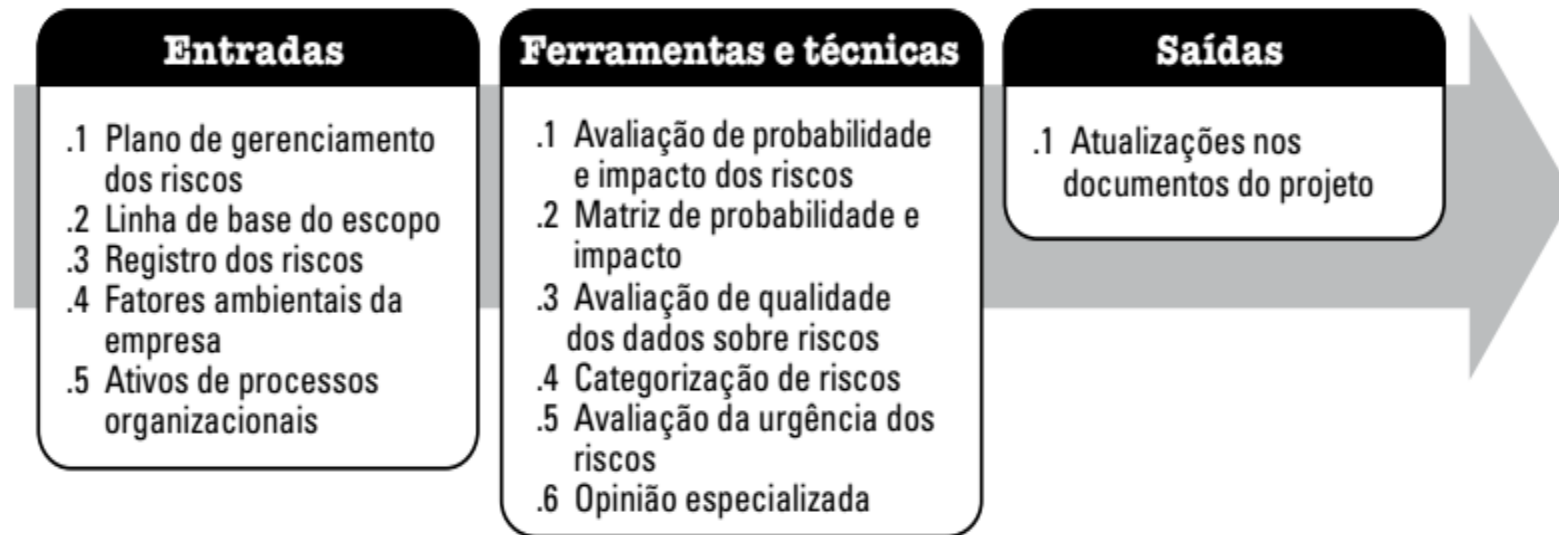 Entradas
.1 Plano de gerenciamento
dos riscos
.2 Linha de base do escopo
.3 Registro dos riscos
.4 Fatores ambientais da
empresa
.5 Ativos de processos
organizacionais
Ferramentas e técnicas
.1 Avaliação de probabilidade
e impacto dos riscos
.2 Matriz de probabilidade e
impacto
.3 Avaliação de qualidade
dos dados sobre riscos
.4 Categorização de riscos
.5 Avaliação da urgência dos
riscos
.6 Opinião especializada
Saídas
.1 Atualizações nos
documentos do projeto